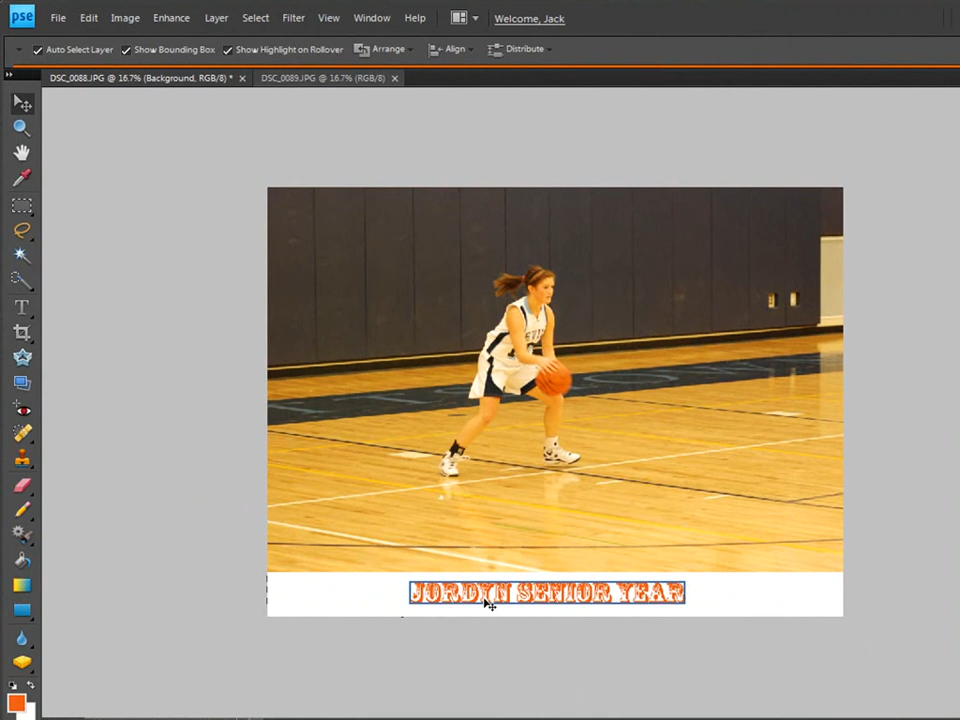 pse File Edit Image Enhance Layer Select Filter View Window Help Welcome, Jack
Auto Select Layer Show Bounding Box Show Highlight on Rollover Arrange Align Distribute
DSC_0088.JPG @ 16.7% (Background, RGB/8) * DSC_0089.JPG @ 16.7% (RGB/8)
T
JORDYN SENIOR YEAR